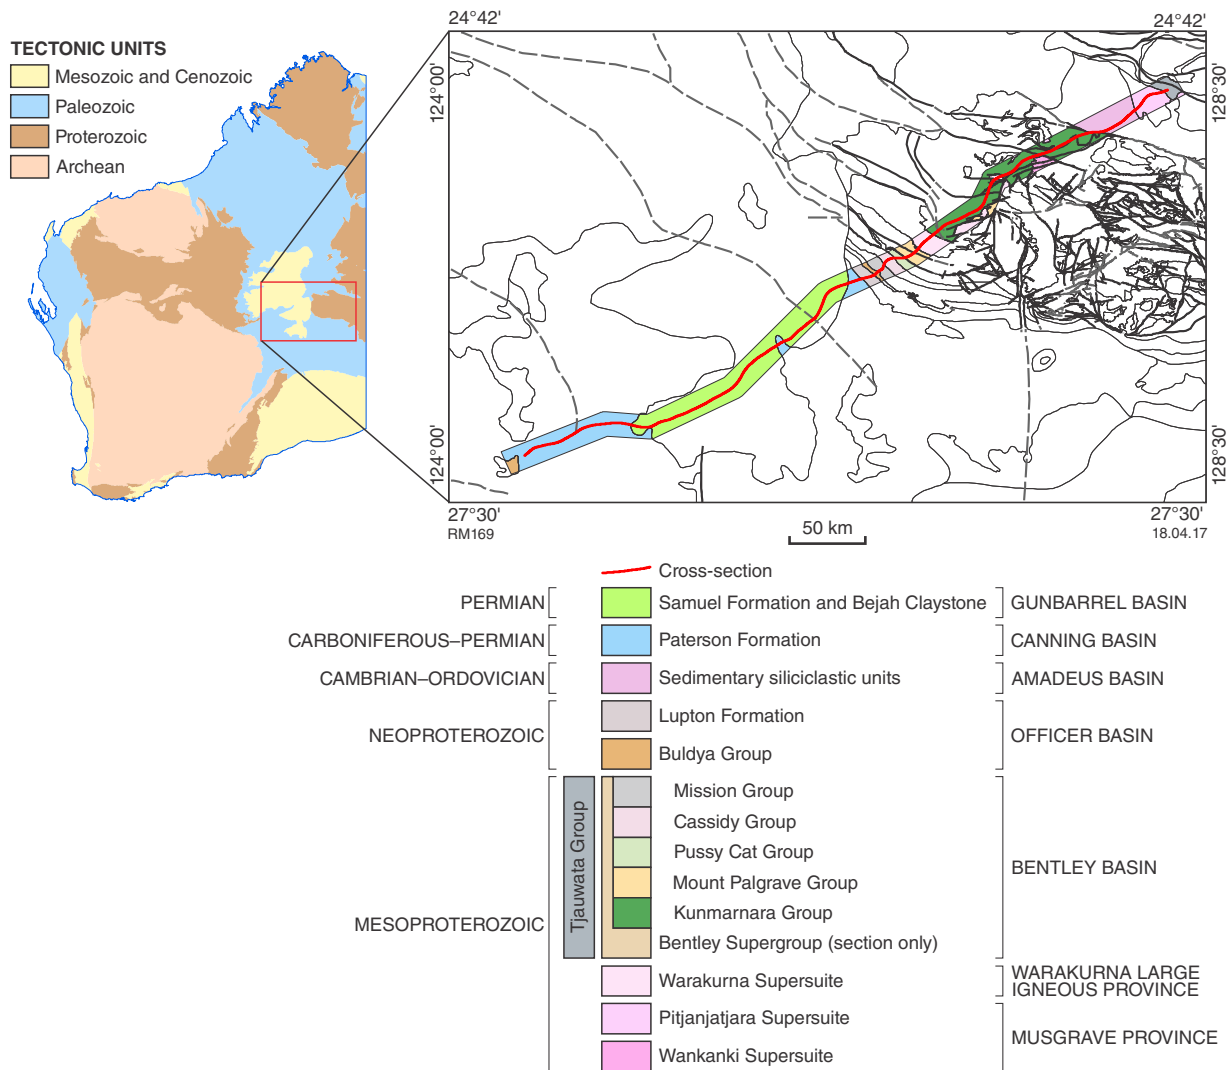 TECTONIC UNITS
Mesozoic and Cenozoic
Paleozoic
Proterozoic
Archean
24°42'
24°42'
124°00'
128°30'
124°00'
128°30'
27°30'
27°30'
RM169
18.04.17
50 km
Cross-section
PERMIAN
Samuel Formation and Bejah Claystone
GUNBARREL BASIN
CARBONIFEROUS–PERMIAN
Paterson Formation
CANNING BASIN
CAMBRIAN–ORDOVICIAN
Sedimentary siliciclastic units
AMADEUS BASIN
NEOPROTEROZOIC
Lupton Formation
Buldya Group
OFFICER BASIN
MESOPROTEROZOIC
Tjauwata Group
Mission Group
Cassidy Group
Pussy Cat Group
Mount Palgrave Group
Kunmarnara Group
Bentley Supergroup (section only)
BENTLEY BASIN
Warakurna Supersuite
WARAKURNA LARGE
IGNEOUS PROVINCE
Pitjanjatjara Supersuite
Wankanki Supersuite
MUSGRAVE PROVINCE